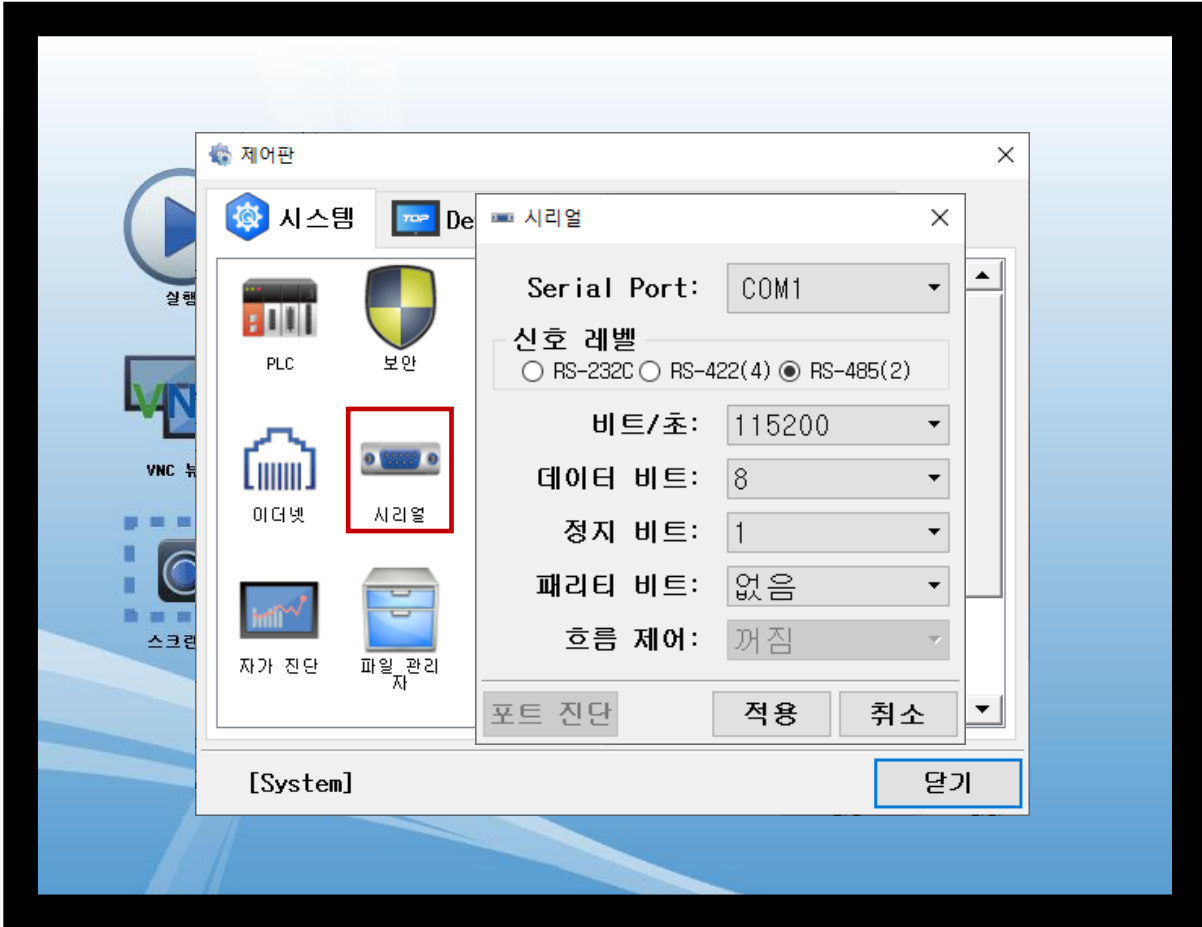 제어판
시스템
TOP
De
시리얼
Serial Port: COM1
신호 레벨
RS-232C RS-422(4) RS-485(2)
비트/초: 115200
데이터 비트: 8
정지 비트: 1
패리티 비트: 없음
흐름 제어: 꺼짐
포트 진단 적용 취소
실행
PLC 보안
VNC 뷰
이더넷 시리얼
스크린
자가 진단 파일 관리
자
[System] 닫기